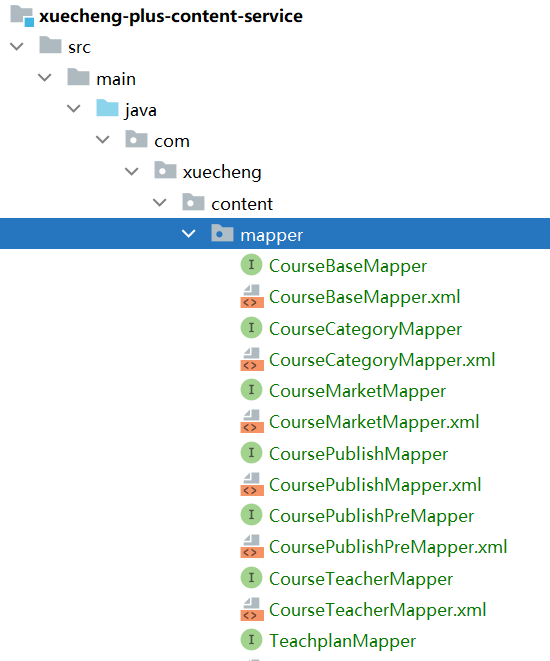 xuecheng-plus-content-service
src
main
java
com
xuecheng
content
mapper
I CourseBaseMapper
<> CourseBaseMapper.xml
I CourseCategoryMapper
<> CourseCategoryMapper.xml
I CourseMarketMapper
<> CourseMarketMapper.xml
I CoursePublishMapper
<> CoursePublishMapper.xml
I CoursePublishPreMapper
<> CoursePublishPreMapper.xml
I CourseTeacherMapper
<> CourseTeacherMapper.xml
I TeachplanMapper